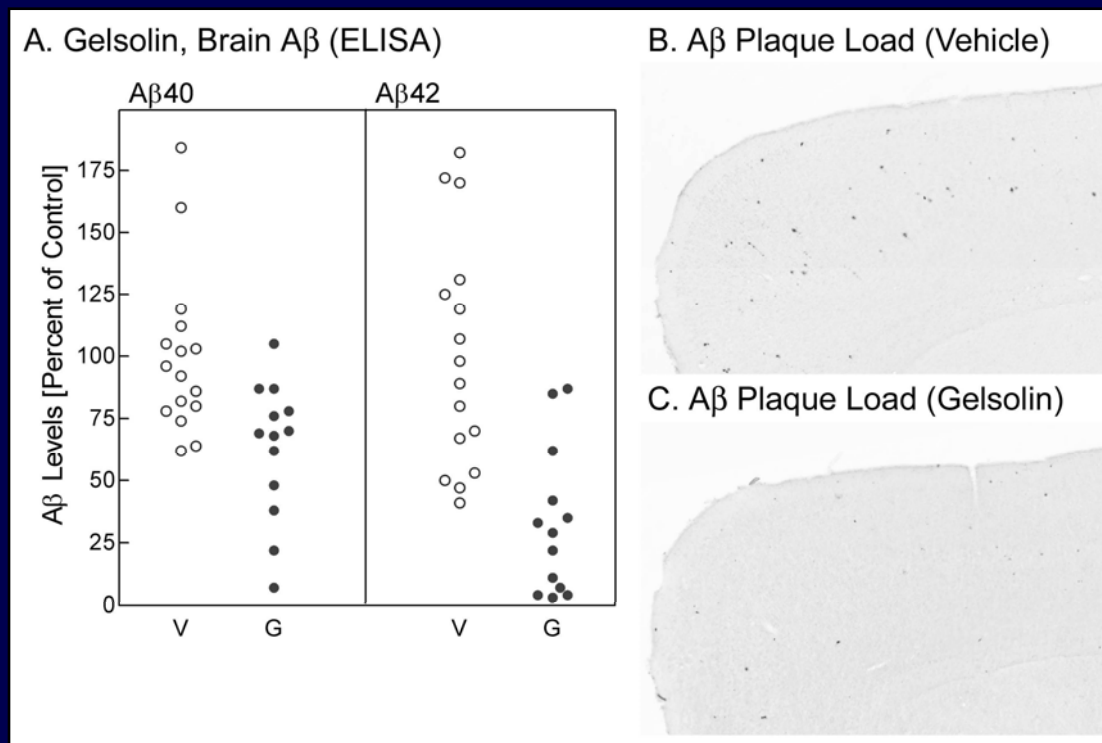 A. Gelsolin, Brain Aβ (ELISA)
Aβ40 Aβ42
Aβ Levels [Percent of Control]
175
150
125
100
75
50
25
0
V G V G
B. Aβ Plaque Load (Vehicle)
C. Aβ Plaque Load (Gelsolin)